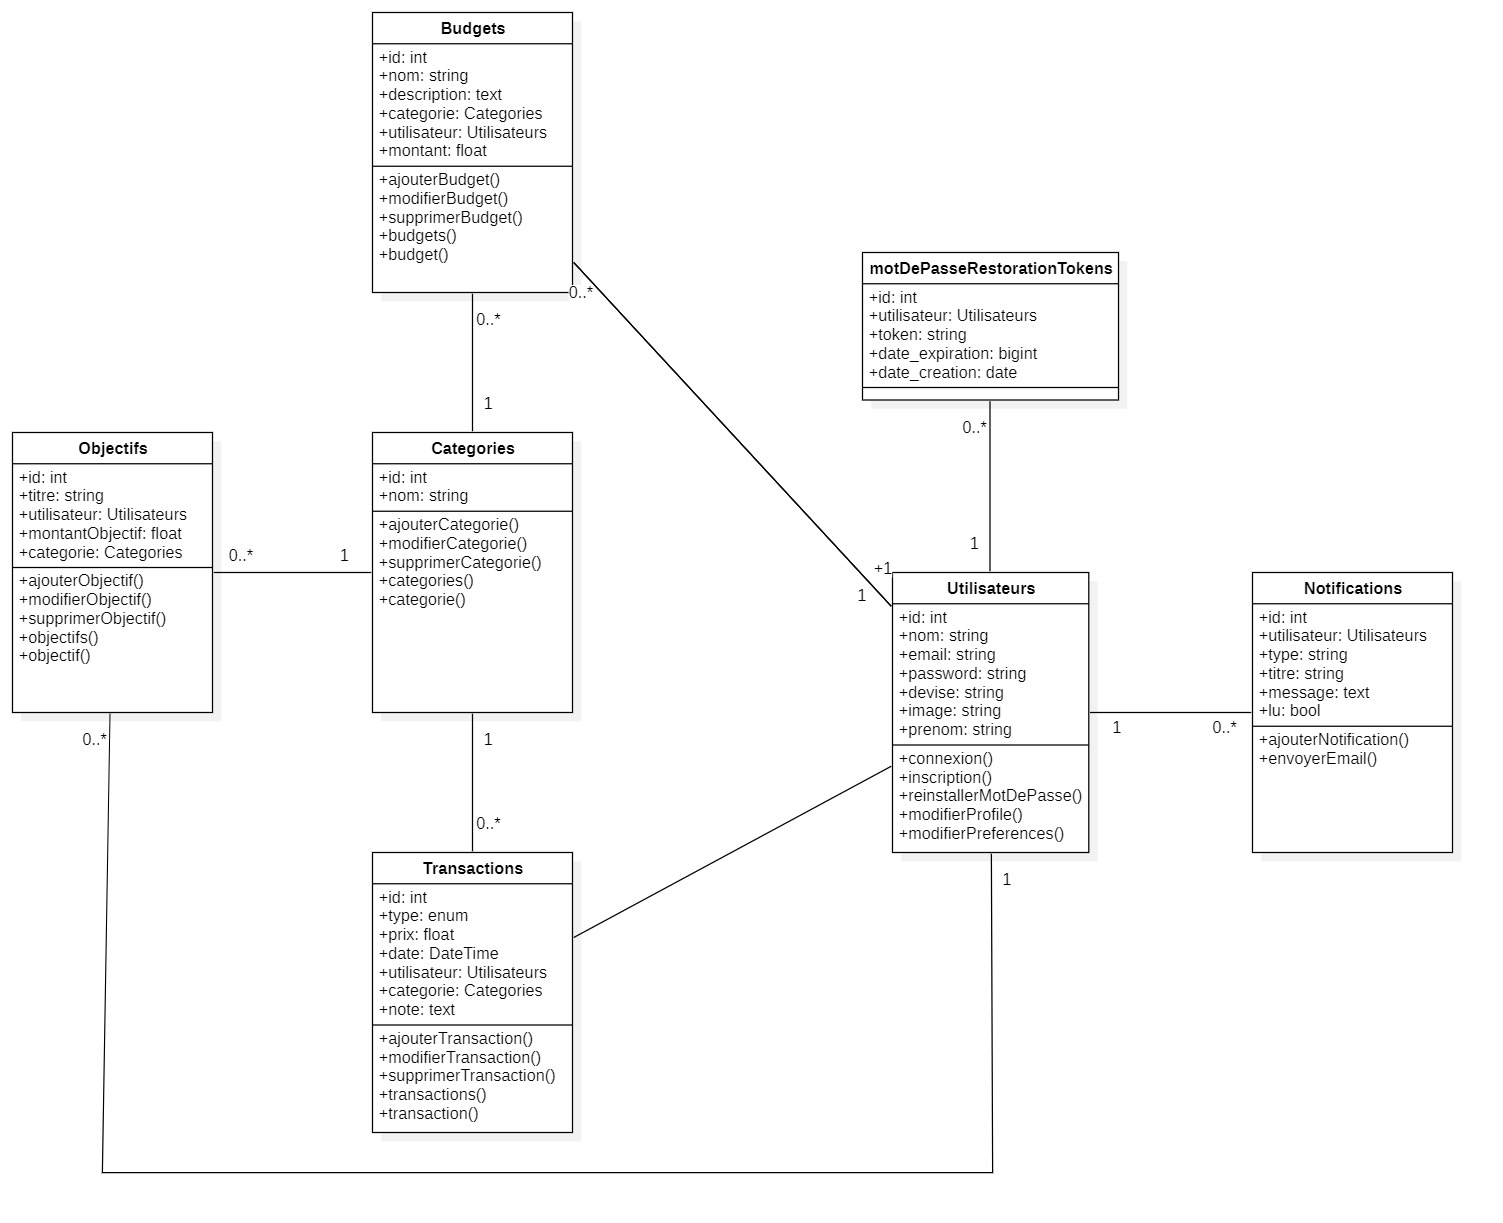 Budgets
+id: int
+nom: string
+description: text
+categorie: Categories
+utilisateur: Utilisateurs
+montant: float
+ajouterBudget()
+modifierBudget()
+supprimerBudget()
+budgets()
+budget()
0..*
0..*
1
motDePasseRestorationTokens
+id: int
+utilisateur: Utilisateurs
+token: string
+date_expiration: bigint
+date_creation: date
0..*
1
Objectifs
+id: int
+titre: string
+utilisateur: Utilisateurs
+montantObjectif: float
+categorie: Categories
+ajouterObjectif()
+modifierObjectif()
+supprimerObjectif()
+objectifs()
+objectif()
0..*
1
0..*
Categories
+id: int
+nom: string
+ajouterCategorie()
+modifierCategorie()
+supprimerCategorie()
+categories()
+categorie()
1
0..*
+1
1
Utilisateurs
+id: int
+nom: string
+email: string
+password: string
+devise: string
+image: string
+prenom: string
+connexion()
+inscription()
+reinstallerMotDePasse()
+modifierProfile()
+modifierPreferences()
1
1
0..*
Notifications
+id: int
+utilisateur: Utilisateurs
+type: string
+titre: string
+message: text
+lu: bool
+ajouterNotification()
+envoyerEmail()
Transactions
+id: int
+type: enum
+prix: float
+date: DateTime
+utilisateur: Utilisateurs
+categorie: Categories
+note: text
+ajouterTransaction()
+modifierTransaction()
+supprimerTransaction()
+transactions()
+transaction()